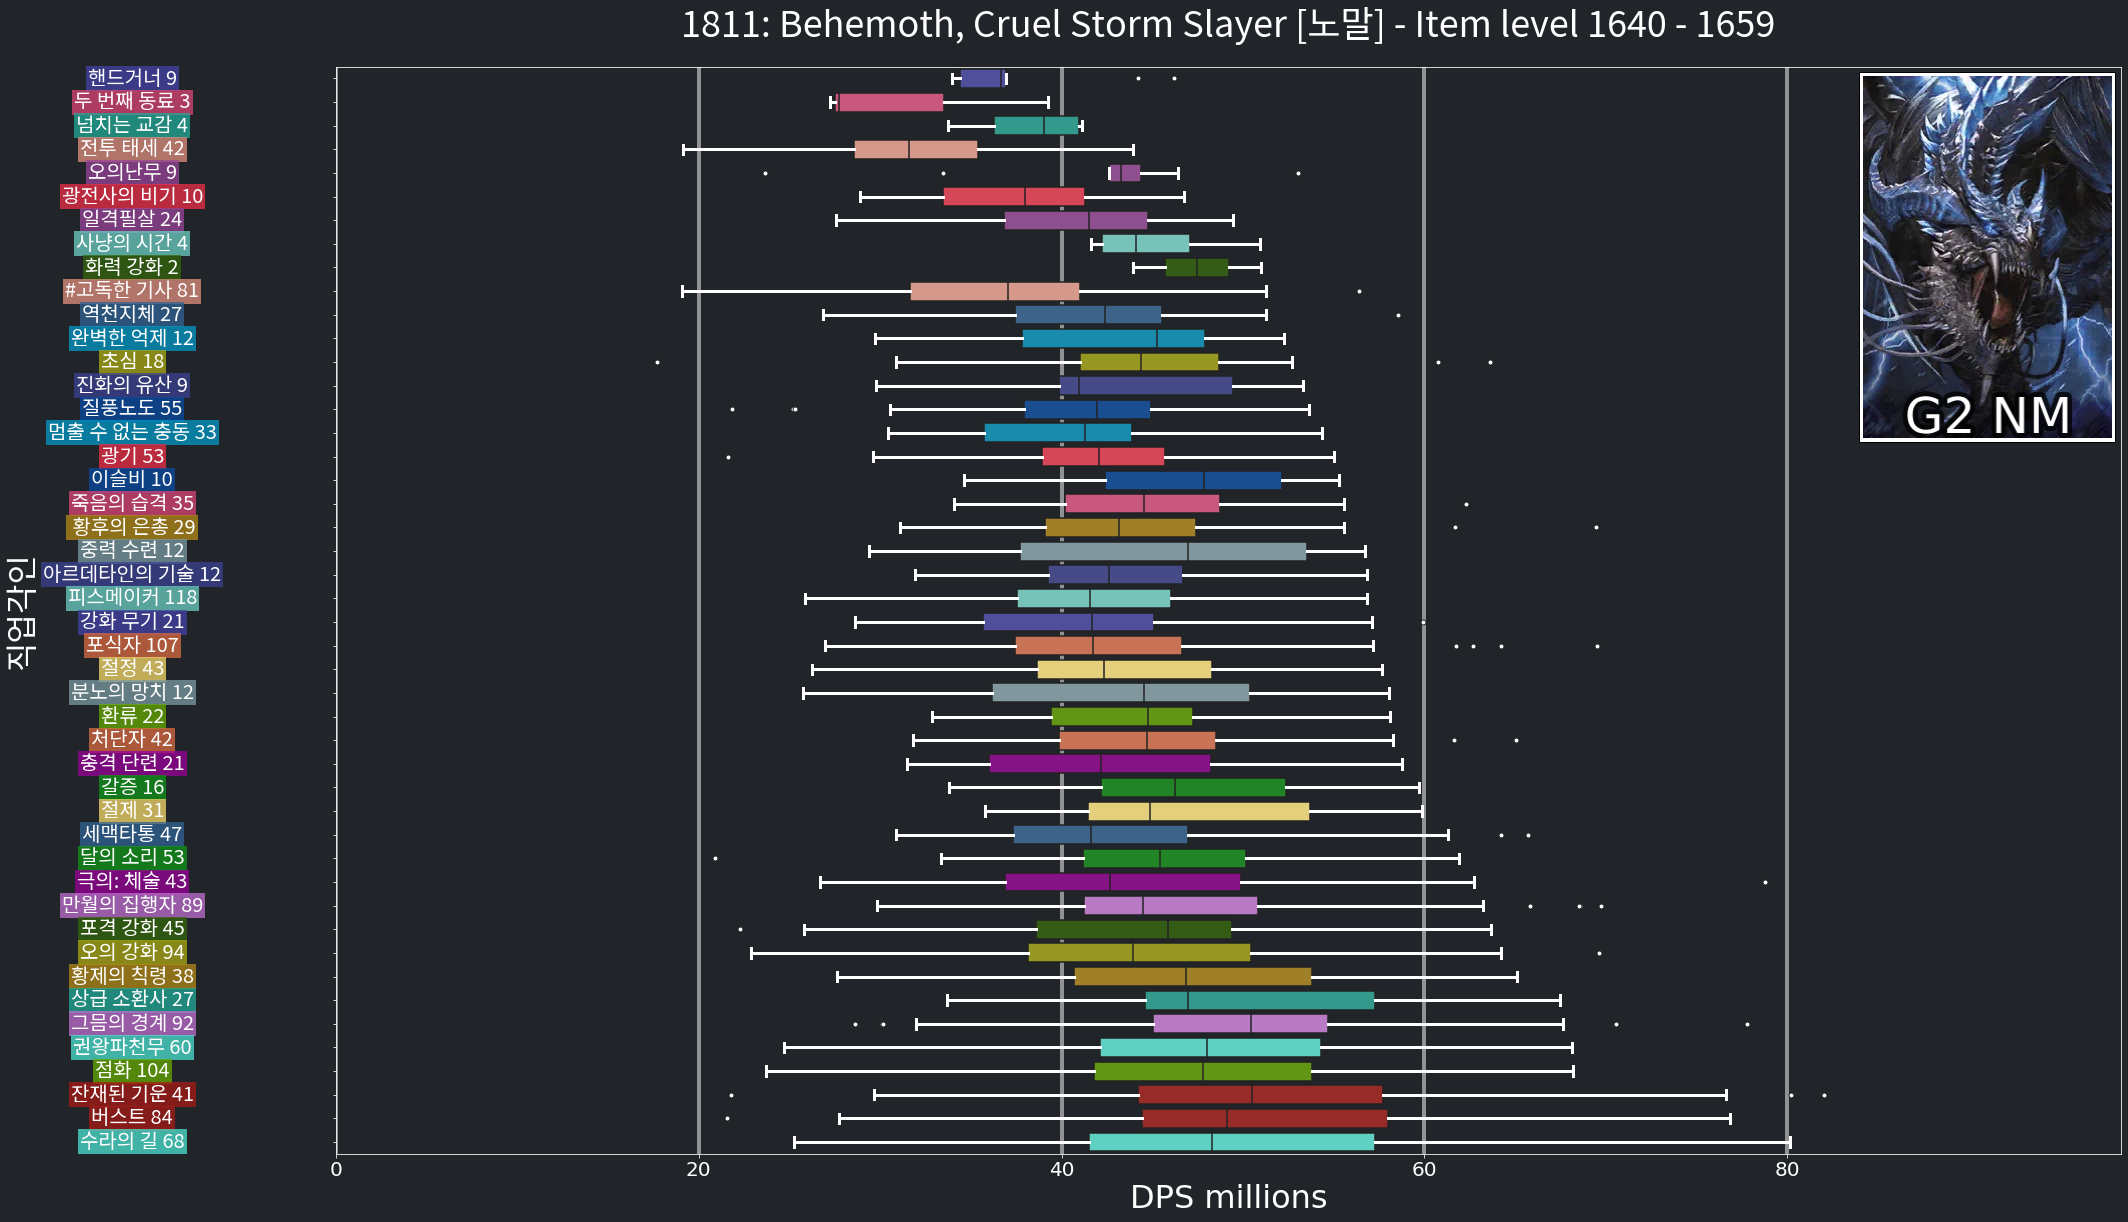 1811: Behemoth, Cruel Storm Slayer [노말] - Item level 1640 - 1659
직업각인
핸드거너 9
두 번째 동료 3
넘치는 교감 4
전투 태세 42
오의난무 9
광전사의 비기 10
일격필살 24
사냥의 시간 4
화력 강화 2
#고독한 기사 81
역천지체 27
완벽한 억제 12
초심 18
진화의 유산 9
질풍노도 55
멈출 수 없는 충동 33
광기 53
이슬비 10
죽음의 습격 35
황후의 은총 29
중력 수련 12
아르데타인의 기술 12
피스메이커 118
강화 무기 21
포식자 107
절정 43
분노의 망치 12
환류 22
처단자 42
충격 단련 21
갈증 16
절제 31
세맥타통 47
달의 소리 53
극의: 체술 43
만월의 집행자 89
포격 강화 45
오의 강화 94
황제의 칙령 38
상급 소환사 27
그믐의 경계 92
권왕파천무 60
점화 104
잔재된 기운 41
버스트 84
수라의 길 68
G2 NM
0 20 40 60 80
DPS millions